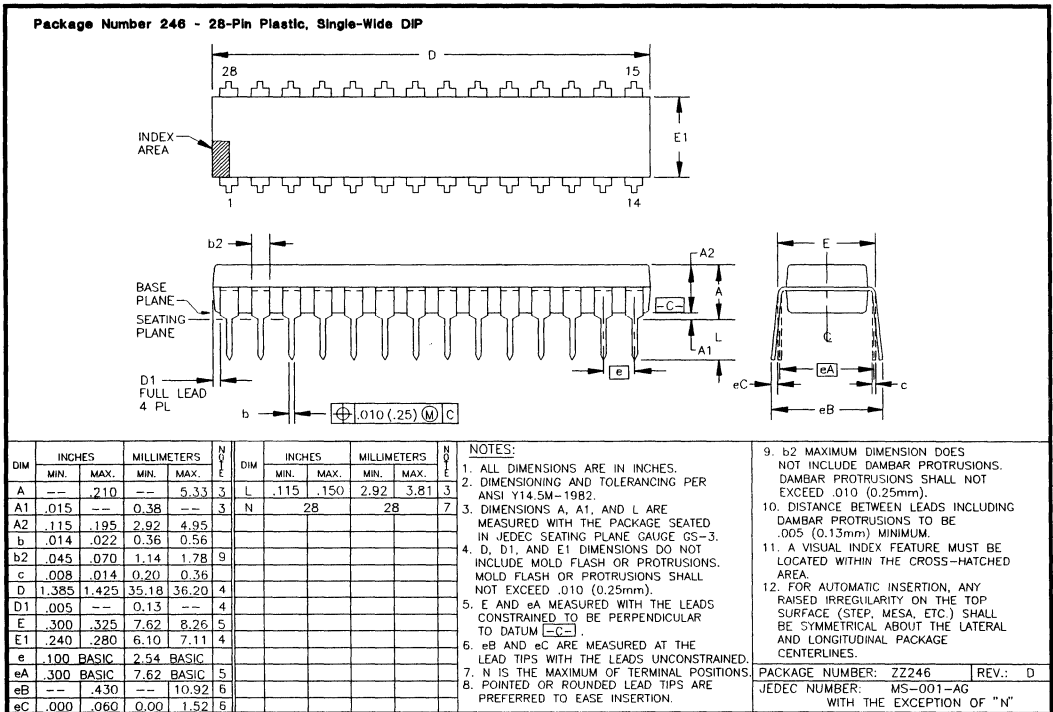 Package Number 246 - 28-Pin Plastic, Single-Wide DIP
D
28
15
INDEX
AREA
E1
1
14
b2
A2
E
BASE
PLANE
-C-
A
SEATING
PLANE
L
A1
e
eA
eC
c
D1
FULL LEAD
4 PL
eB
b
.010 (.25) M C
DIM INCHES MILLIMETERS NOTE DIM INCHES MILLIMETERS NOTE
MIN. MAX. MIN. MAX. MIN. MAX. MIN. MAX.
A -- .210 -- 5.33 3 L .115 .150 2.92 3.81 3
A1 .015 -- 0.38 -- 3 N 28 28 7
A2 .115 .195 2.92 4.95
b .014 .022 0.36 0.56
b2 .045 .070 1.14 1.78 9
c .008 .014 0.20 0.36
D 1.385 1.425 35.18 36.20 4
D1 .005 -- 0.13 -- 4
E .300 .325 7.62 8.26 5
E1 .240 .280 6.10 7.11 4
e .100 BASIC 2.54 BASIC
eA .300 BASIC 7.62 BASIC 5
eB -- .430 -- 10.92 6
eC .000 .060 0.00 1.52 6
NOTES:
1. ALL DIMENSIONS ARE IN INCHES.
2. DIMENSIONING AND TOLERANCING PER
ANSI Y14.5M-1982.
3. DIMENSIONS A, A1, AND L ARE
MEASURED WITH THE PACKAGE SEATED
IN JEDEC SEATING PLANE GAUGE GS-3.
4. D, D1, AND E1 DIMENSIONS DO NOT
INCLUDE MOLD FLASH OR PROTRUSIONS.
MOLD FLASH OR PROTRUSIONS SHALL
NOT EXCEED .010 (0.25mm).
5. E AND eA MEASURED WITH THE LEADS
CONSTRAINED TO BE PERPENDICULAR
TO DATUM -C- .
6. eB AND eC ARE MEASURED AT THE
LEAD TIPS WITH THE LEADS UNCONSTRAINED.
7. N IS THE MAXIMUM OF TERMINAL POSITIONS.
8. POINTED OR ROUNDED LEAD TIPS ARE
PREFERRED TO EASE INSERTION.
9. b2 MAXIMUM DIMENSION DOES
NOT INCLUDE DAMBAR PROTRUSIONS.
DAMBAR PROTRUSIONS SHALL NOT
EXCEED .010 (0.25mm).
10. DISTANCE BETWEEN LEADS INCLUDING
DAMBAR PROTRUSIONS TO BE
.005 (0.13mm) MINIMUM.
11. A VISUAL INDEX FEATURE MUST BE
LOCATED WITHIN THE CROSS-HATCHED
AREA.
12. FOR AUTOMATIC INSERTION, ANY
RAISED IRREGULARITY ON THE TOP
SURFACE (STEP, MESA, ETC.) SHALL
BE SYMMETRICAL ABOUT THE LATERAL
AND LONGITUDINAL PACKAGE
CENTERLINES.
PACKAGE NUMBER: ZZ246 REV.: D
JEDEC NUMBER: MS-001-AG
WITH THE EXCEPTION OF "N"